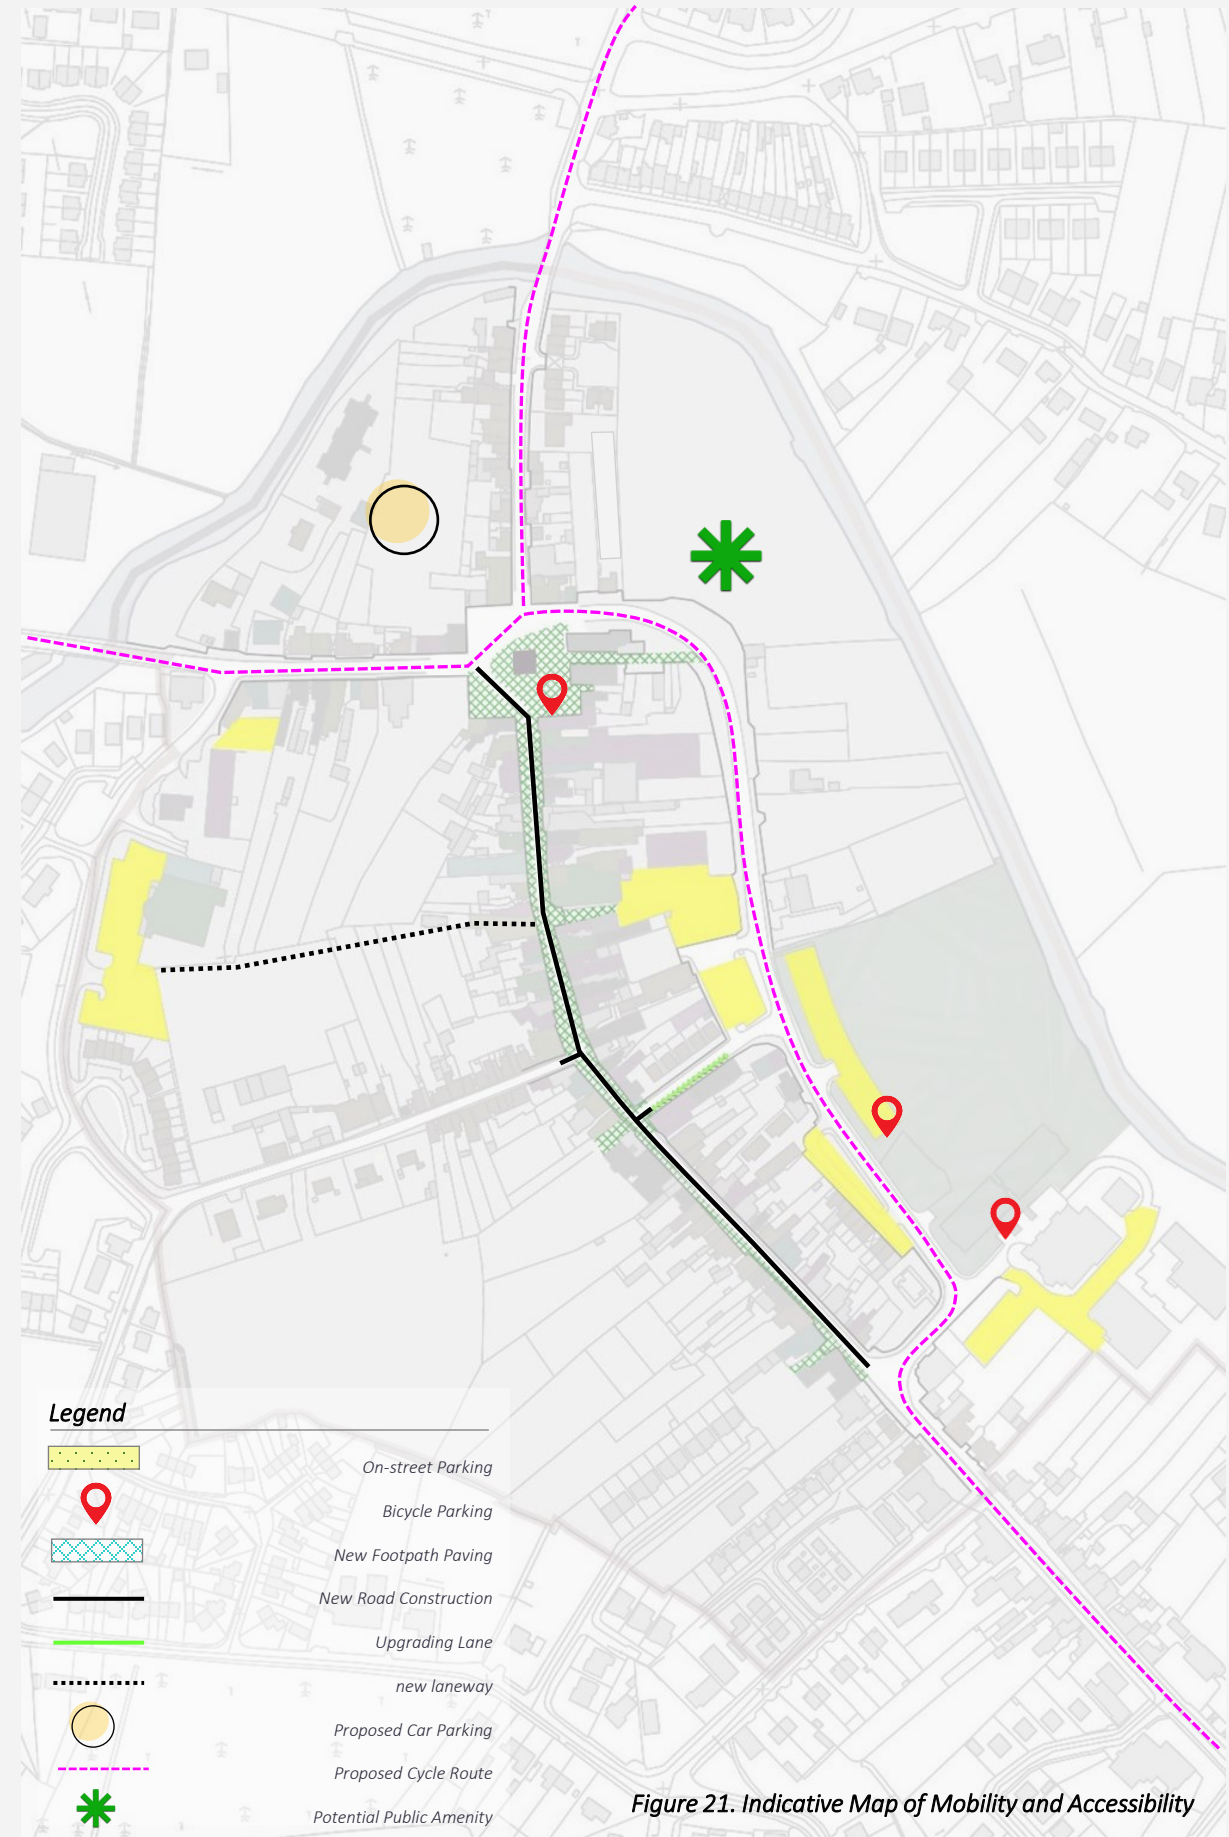 Legend
On-street Parking
Bicycle Parking
New Footpath Paving
New Road Construction
Upgrading Lane
new laneway
Proposed Car Parking
Proposed Cycle Route
Potential Public Amenity
Figure 21. Indicative Map of Mobility and Accessibility